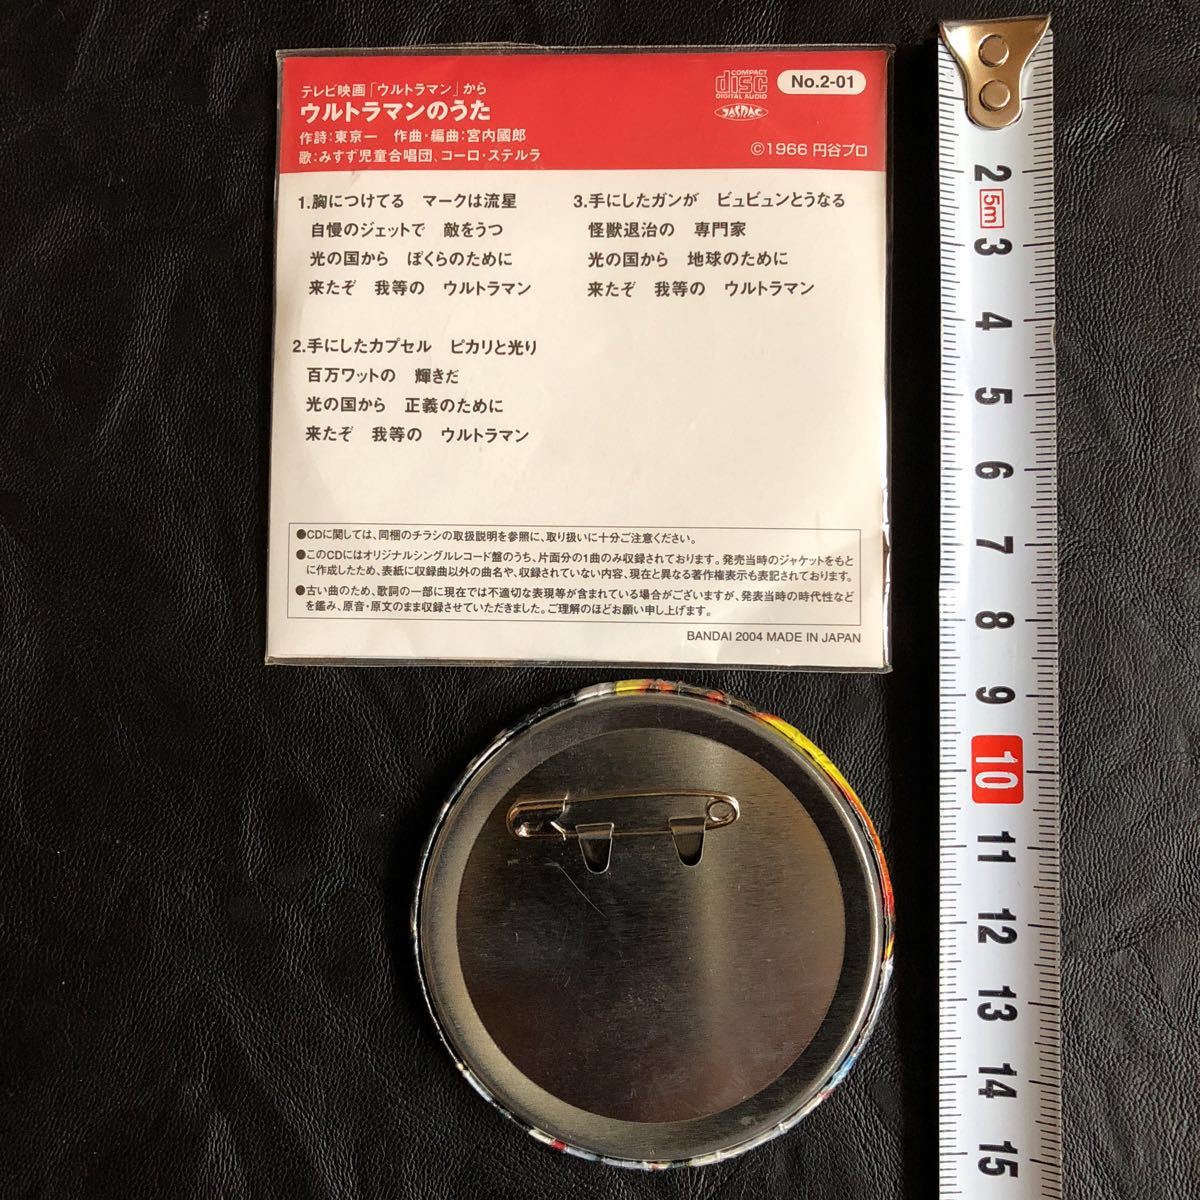 テレビ映画「ウルトラマン」から
ウルトラマンのうた
作詩:東京一　作曲・編曲:宮内國郎
歌:みすず児童合唱団、コーロ・ステルラ
COMPACT
disc
DIGITAL AUDIO
JASRAC
No.2-01
©1966 円谷プロ
1.胸につけてる　マークは流星
自慢のジェットで　敵をうつ
光の国から　ぼくらのために
来たぞ　我等の　ウルトラマン
2.手にしたカプセル　ピカリと光り
百万ワットの　輝きだ
光の国から　正義のために
来たぞ　我等の　ウルトラマン
3.手にしたガンが　ビュビュンとうなる
怪獣退治の　専門家
光の国から　地球のために
来たぞ　我等の　ウルトラマン
●CDに関しては、同梱のチラシの取扱説明を参照に、取り扱いに十分ご注意ください。
●このCDにはオリジナルシングルレコード盤のうち、片面分の1曲のみ収録されております。発売当時のジャケットをもと
に作成したため、表紙に収録曲以外の曲名や、収録されていない内容、現在と異なる著作権表示も表記されております。
●古い曲のため、歌詞の一部に現在では不適切な表現等が含まれている場合がございますが、発表当時の時代性など
を鑑み、原音・原文のまま収録させていただきました。ご理解のほどお願い申し上げます。
BANDAI 2004 MADE IN JAPAN
2
5m
3
4
5
6
7
8
9
10
11
12
13
14
15